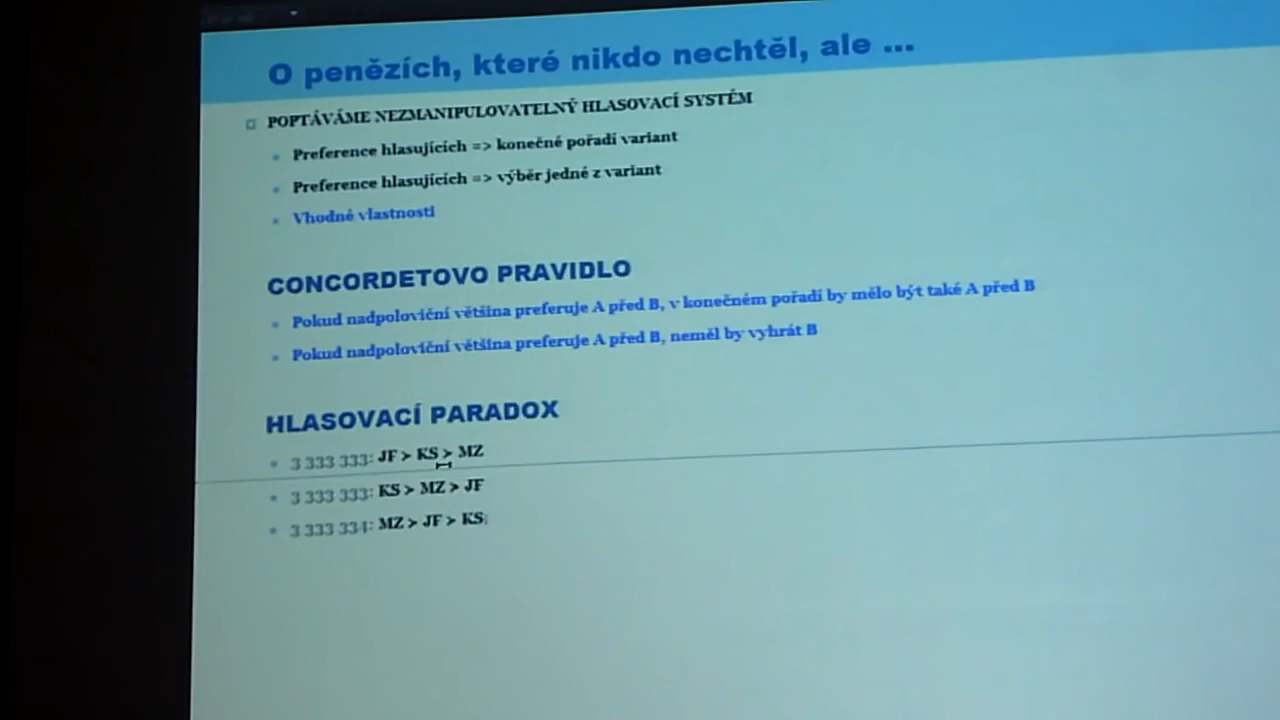 O penězích, které nikdo nechtěl, ale ...
POPTÁVÁME NEZMANIPULOVATELNÝ HLASOVACÍ SYSTÉM
Preference hlasujících => konečné pořadí variant
Preference hlasujících => výběr jedné z variant
Vhodné vlastnosti
CONCORDETOVO PRAVIDLO
Pokud nadpoloviční většina preferuje A před B, v konečném pořadí by mělo být také A před B
Pokud nadpoloviční většina preferuje A před B, neměl by vyhrát B
HLASOVACÍ PARADOX
3 333 333: JF > KS > MZ
3 333 333: KS > MZ > JF
3 333 334: MZ > JF > KS